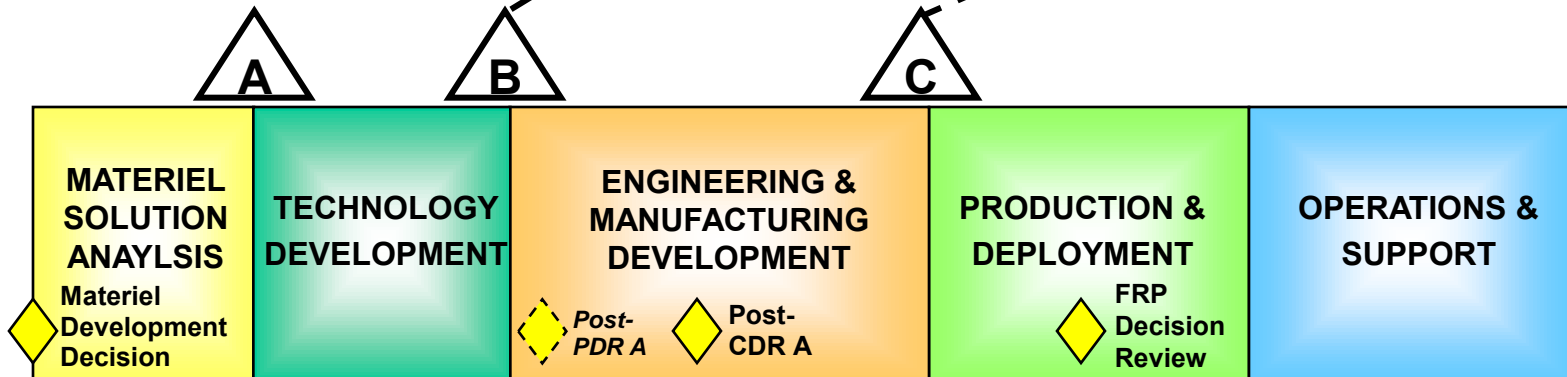 A
B
C
MATERIEL
SOLUTION
ANAYLSIS
Materiel
Development
Decision
TECHNOLOGY
DEVELOPMENT
ENGINEERING &
MANUFACTURING
DEVELOPMENT
Post-
PDR A
Post-
CDR A
PRODUCTION &
DEPLOYMENT
FRP
Decision
Review
OPERATIONS &
SUPPORT